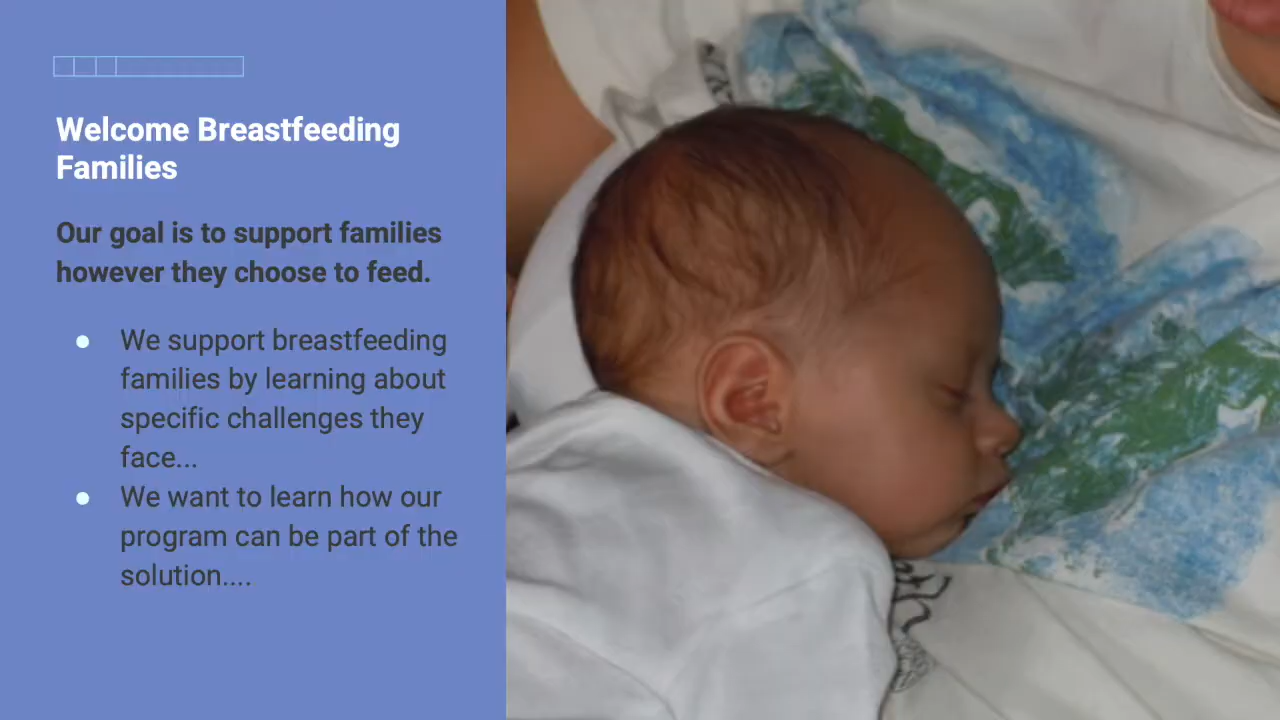 Welcome Breastfeeding
Families
Our goal is to support families
however they choose to feed.
● We support breastfeeding
families by learning about
specific challenges they
face...
● We want to learn how our
program can be part of the
solution....